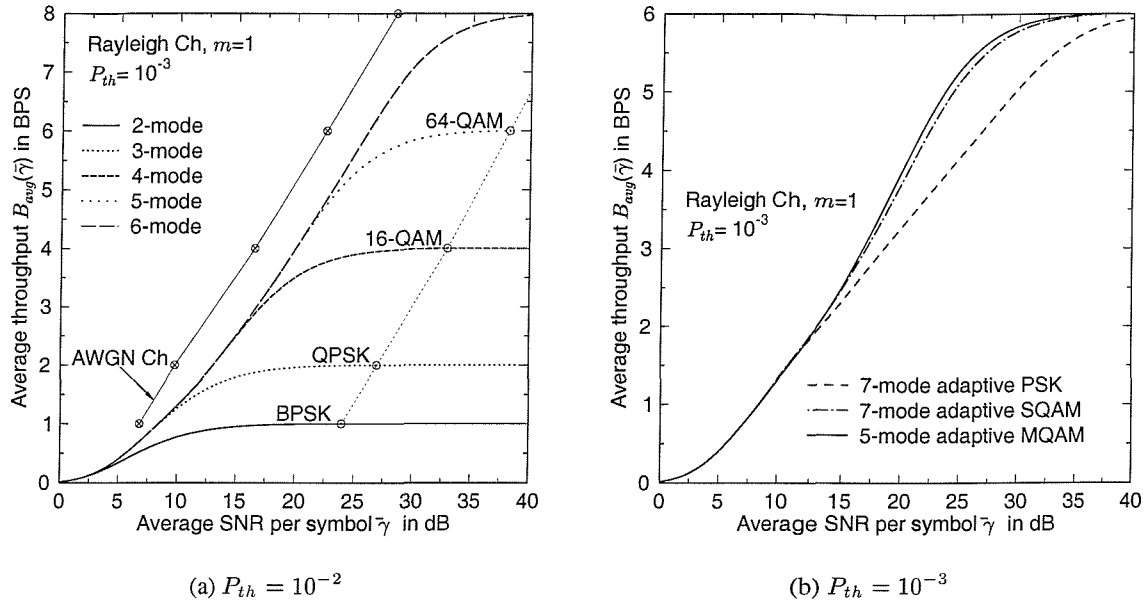 Average throughput B_avg(γ̄) in BPS
8
7
6
5
4
3
2
1
0
Rayleigh Ch, m=1
P_th= 10^-3
2-mode
3-mode
4-mode
5-mode
6-mode
64-QAM
16-QAM
AWGN Ch
QPSK
BPSK
0 5 10 15 20 25 30 35 40
Average SNR per symbol γ̄ in dB
(a) P_th = 10^-2
Average throughput B_avg(γ̄) in BPS
6
5
4
3
2
1
0
Rayleigh Ch, m=1
P_th= 10^-3
7-mode adaptive PSK
7-mode adaptive SQAM
5-mode adaptive MQAM
0 5 10 15 20 25 30 35 40
Average SNR per symbol γ̄ in dB
(b) P_th = 10^-3